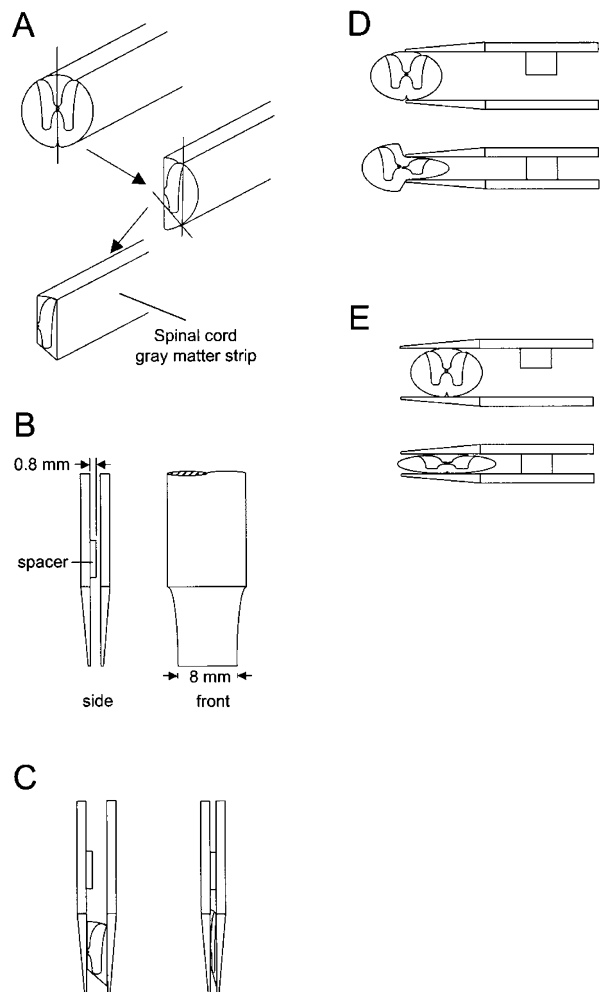 A
Spinal cord
gray matter strip
B
0.8 mm
spacer
8 mm
side
front
C
D
E